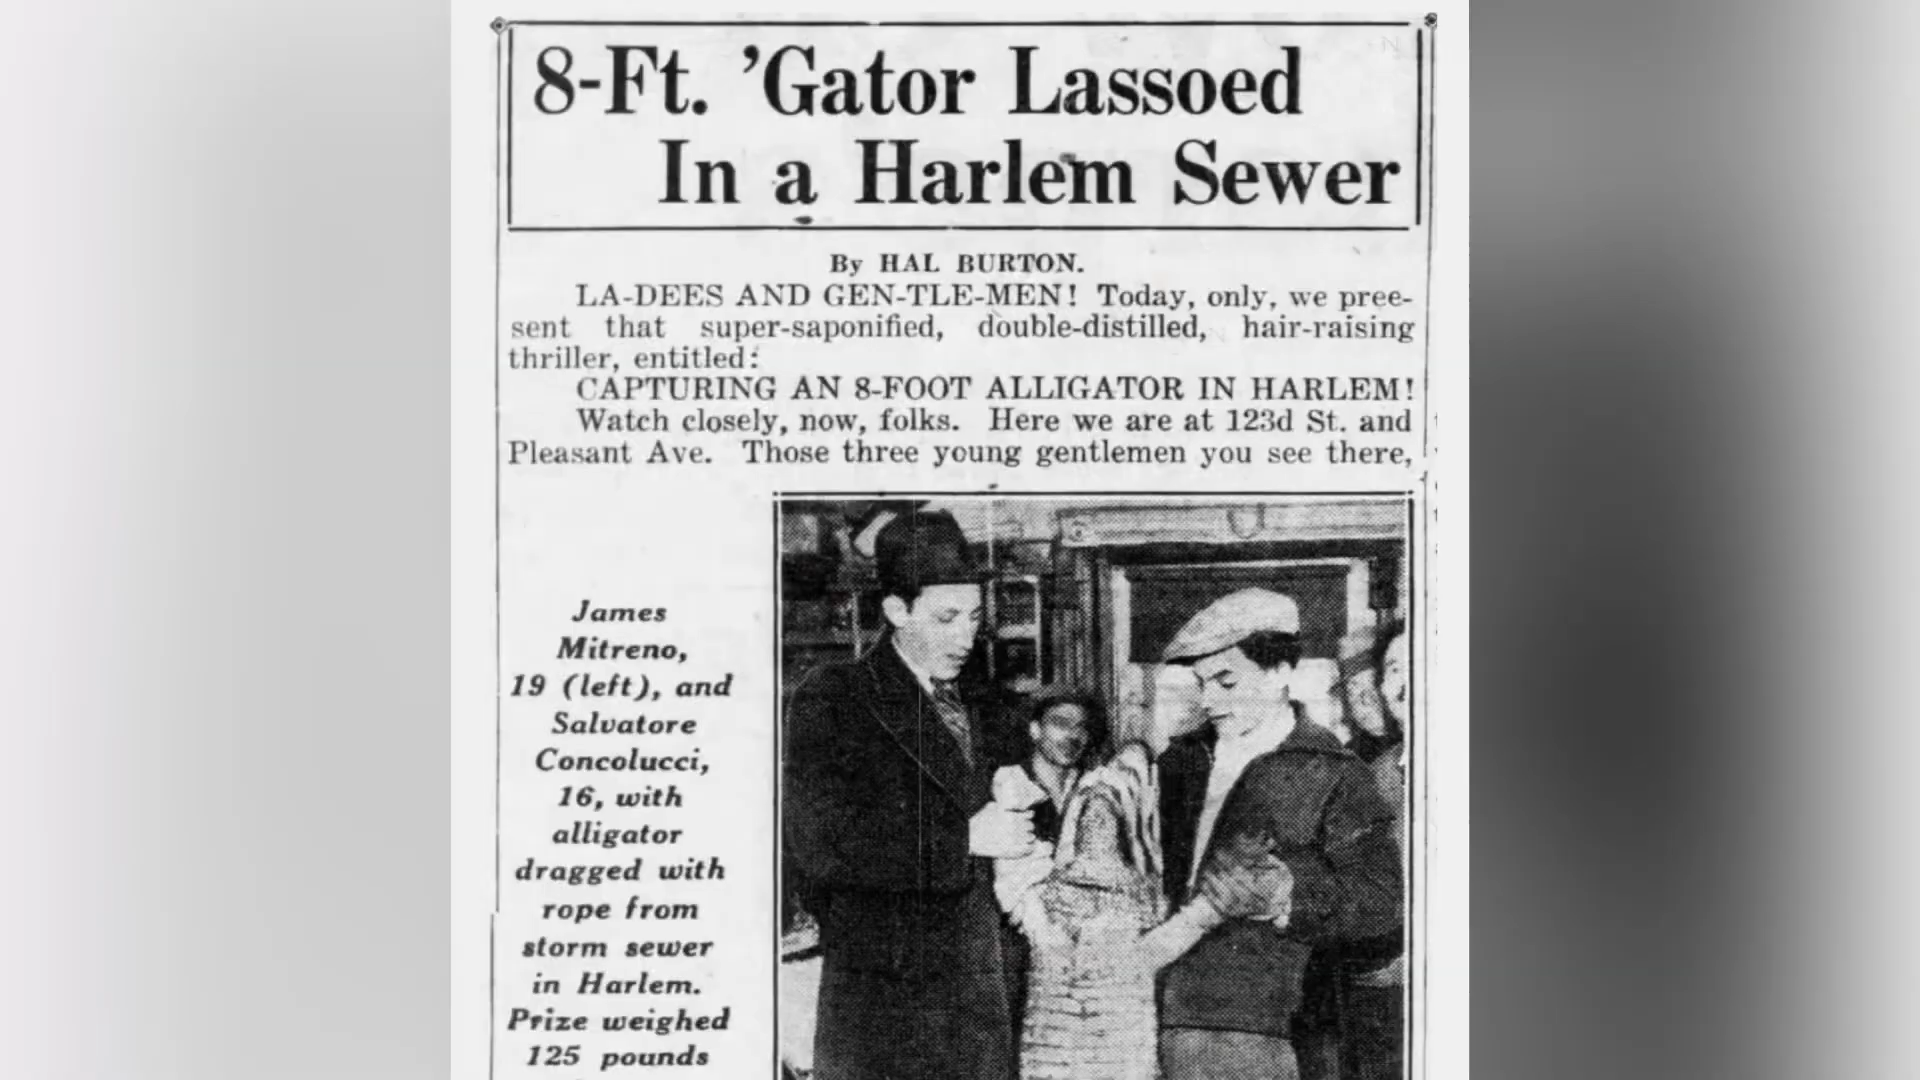 8-Ft. 'Gator Lassoed
In a Harlem Sewer
By HAL BURTON.
LA-DEES AND GEN-TLE-MEN! Today, only, we pree-
sent that super-saponified, double-distilled, hair-raising
thriller, entitled:
CAPTURING AN 8-FOOT ALLIGATOR IN HARLEM!
Watch closely, now, folks. Here we are at 123d St. and
Pleasant Ave. Those three young gentlemen you see there,
James
Mitreno,
19 (left), and
Salvatore
Concolucci,
16, with
alligator
dragged with
rope from
storm sewer
in Harlem.
Prize weighed
125 pounds